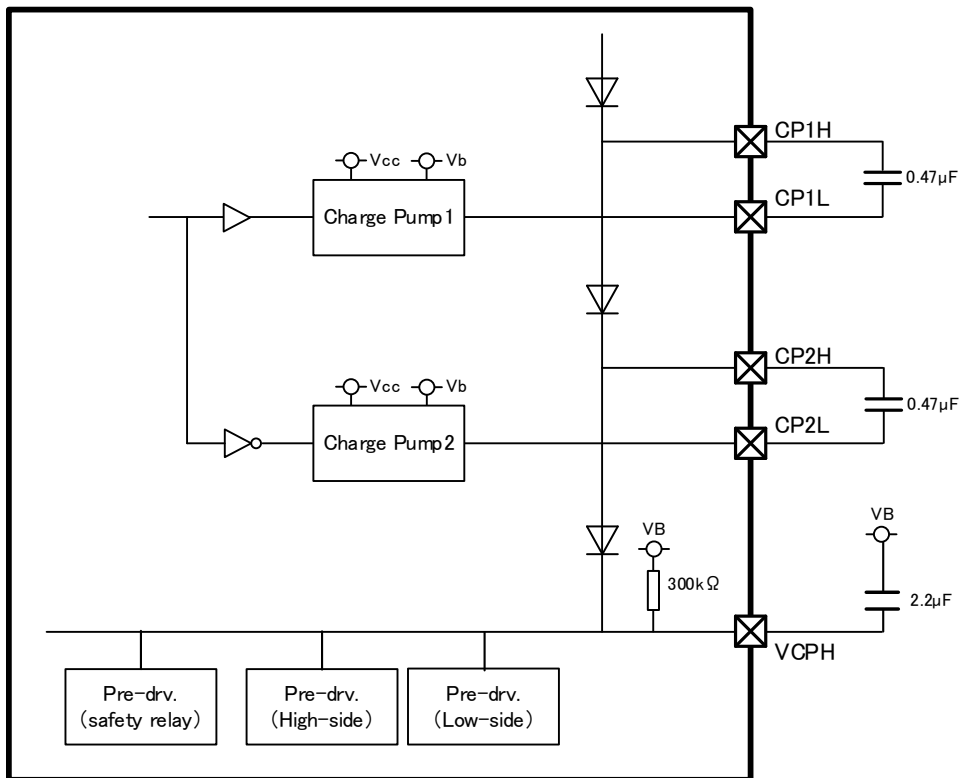 CP1H
Vcc Vb
0.47μF
Charge Pump1
CP1L
CP2H
Vcc Vb
0.47μF
Charge Pump2
CP2L
VB
VB
300kΩ
2.2μF
VCPH
Pre-drv.
(safety relay)
Pre-drv.
(High-side)
Pre-drv.
(Low-side)